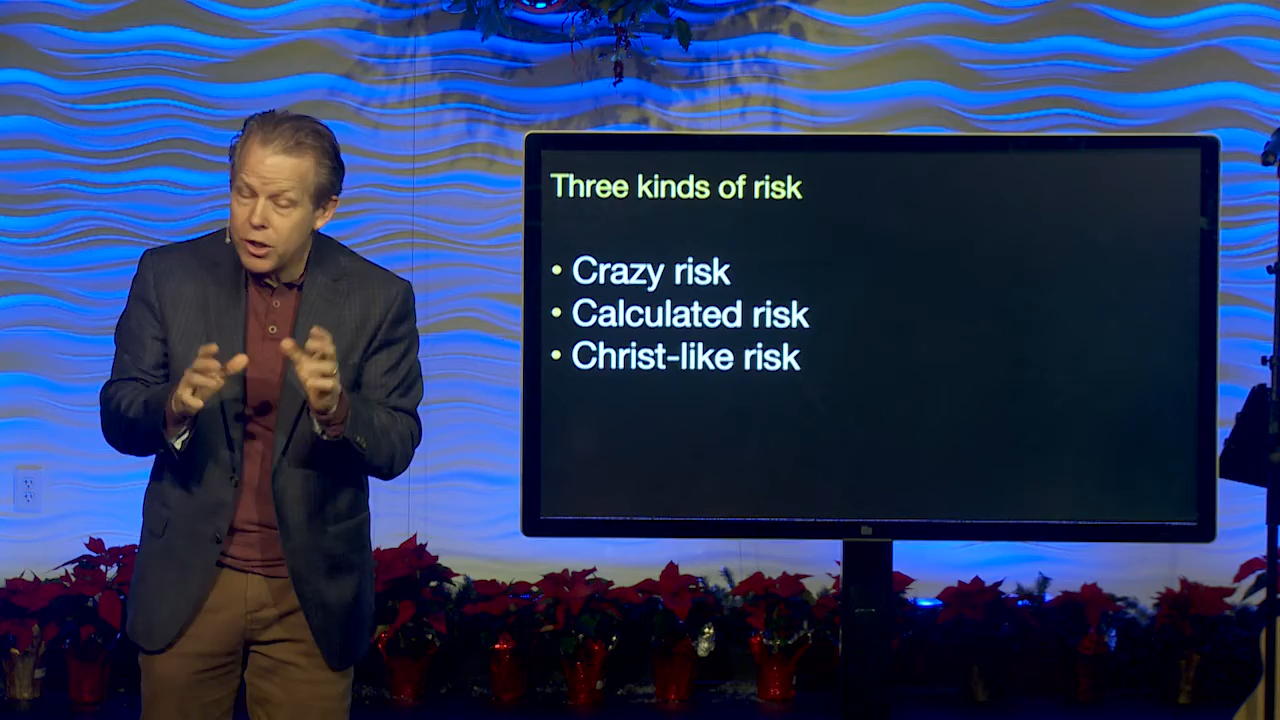 Three kinds of risk
• Crazy risk
• Calculated risk
• Christ-like risk